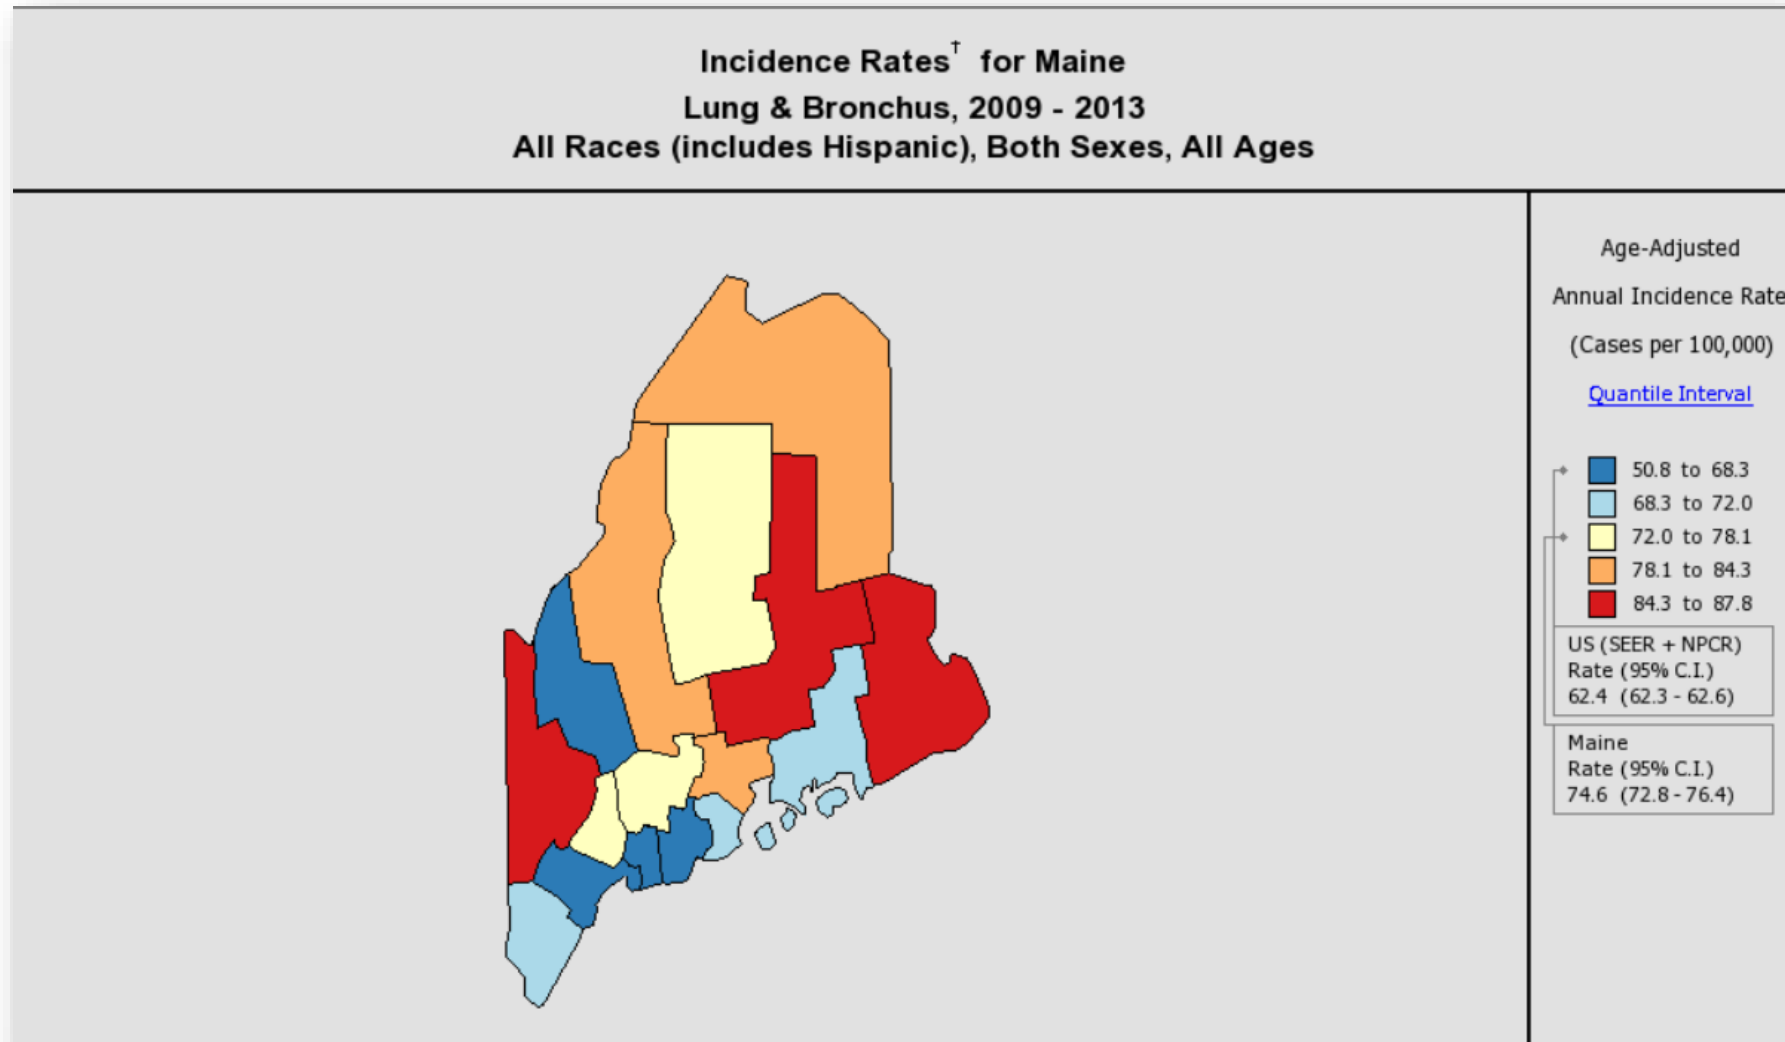 Incidence Rates† for Maine
Lung & Bronchus, 2009 - 2013
All Races (includes Hispanic), Both Sexes, All Ages
Age-Adjusted
Annual Incidence Rate
(Cases per 100,000)
Quantile Interval
50.8 to 68.3
68.3 to 72.0
72.0 to 78.1
78.1 to 84.3
84.3 to 87.8
US (SEER + NPCR)
Rate (95% C.I.)
62.4 (62.3 - 62.6)
Maine
Rate (95% C.I.)
74.6 (72.8 - 76.4)